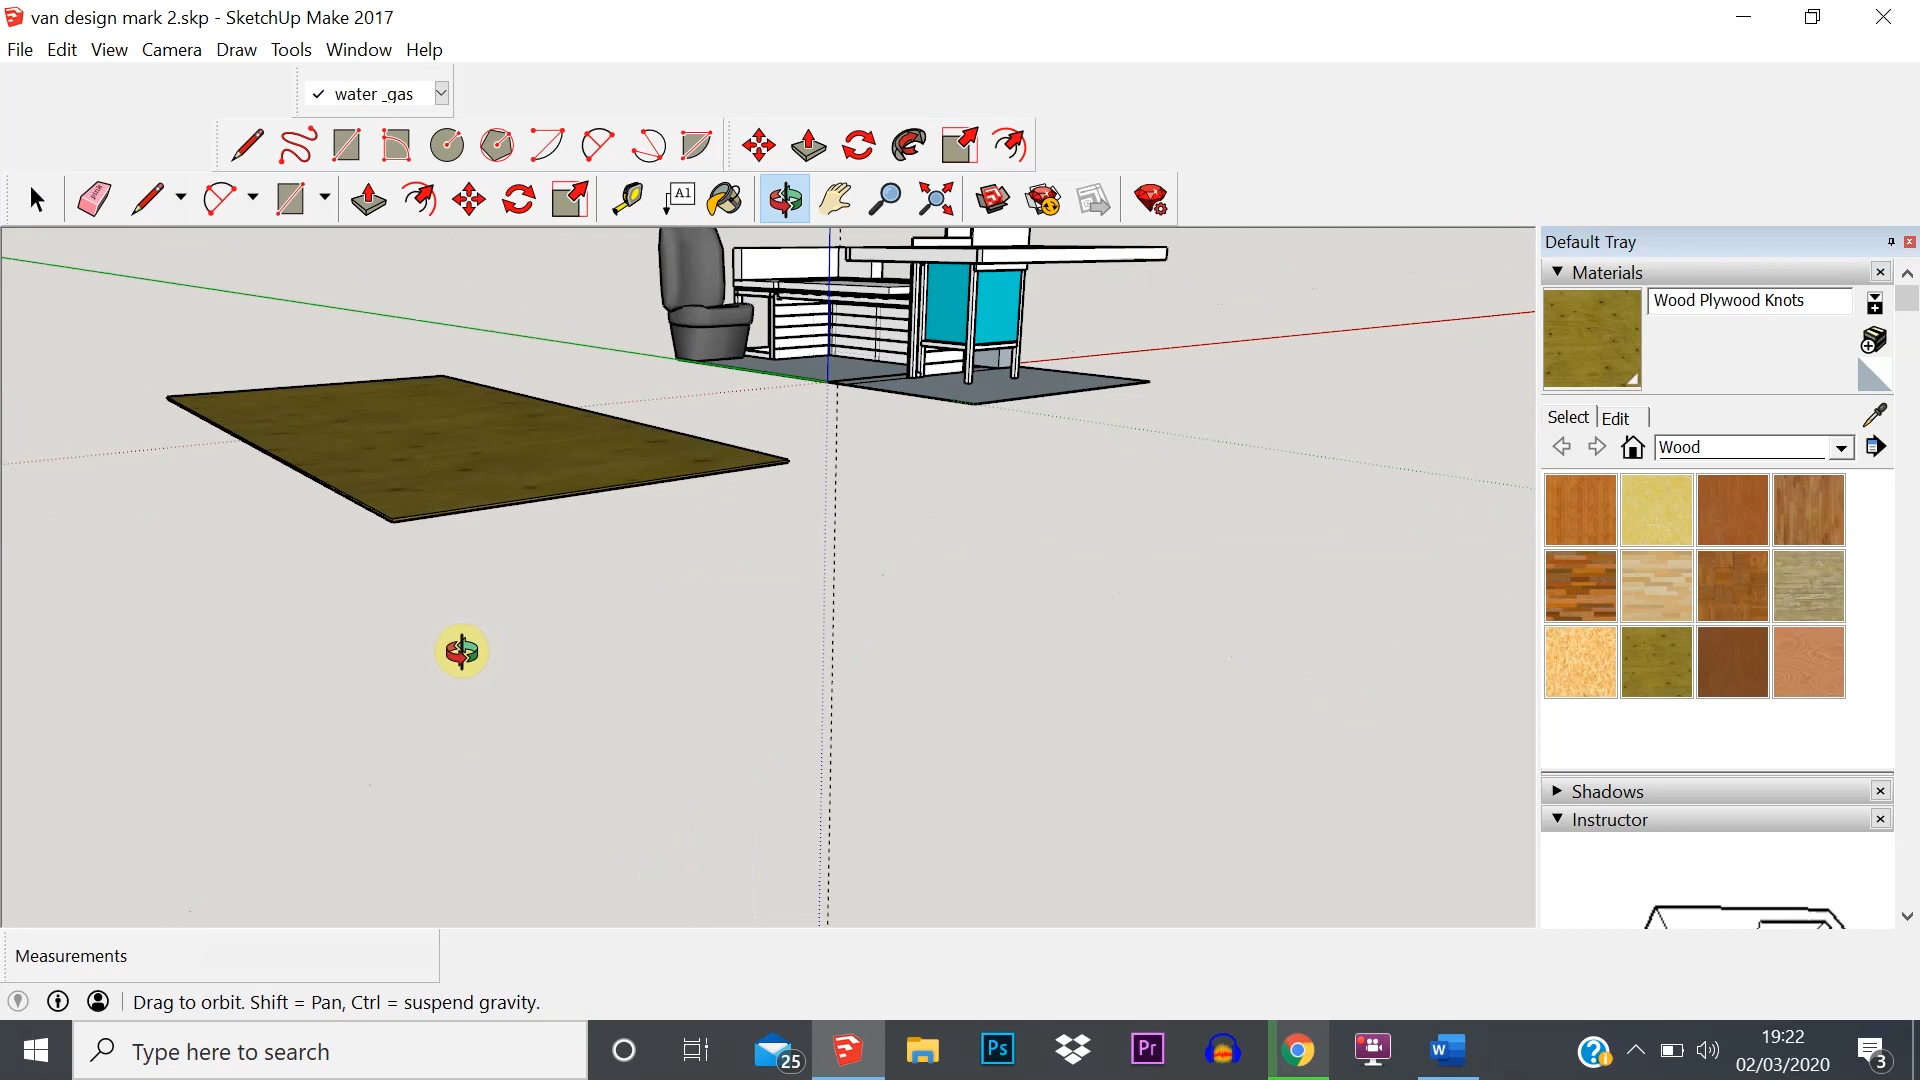 van design mark 2.skp - SketchUp Make 2017
File Edit View Camera Draw Tools Window Help
water _gas
A1
Default Tray
Materials
Wood Plywood Knots
Select Edit
Wood
Shadows
Instructor
Measurements
Drag to orbit. Shift = Pan, Ctrl = suspend gravity.
Type here to search
25
Ps
Pr
W
19:22
02/03/2020
3